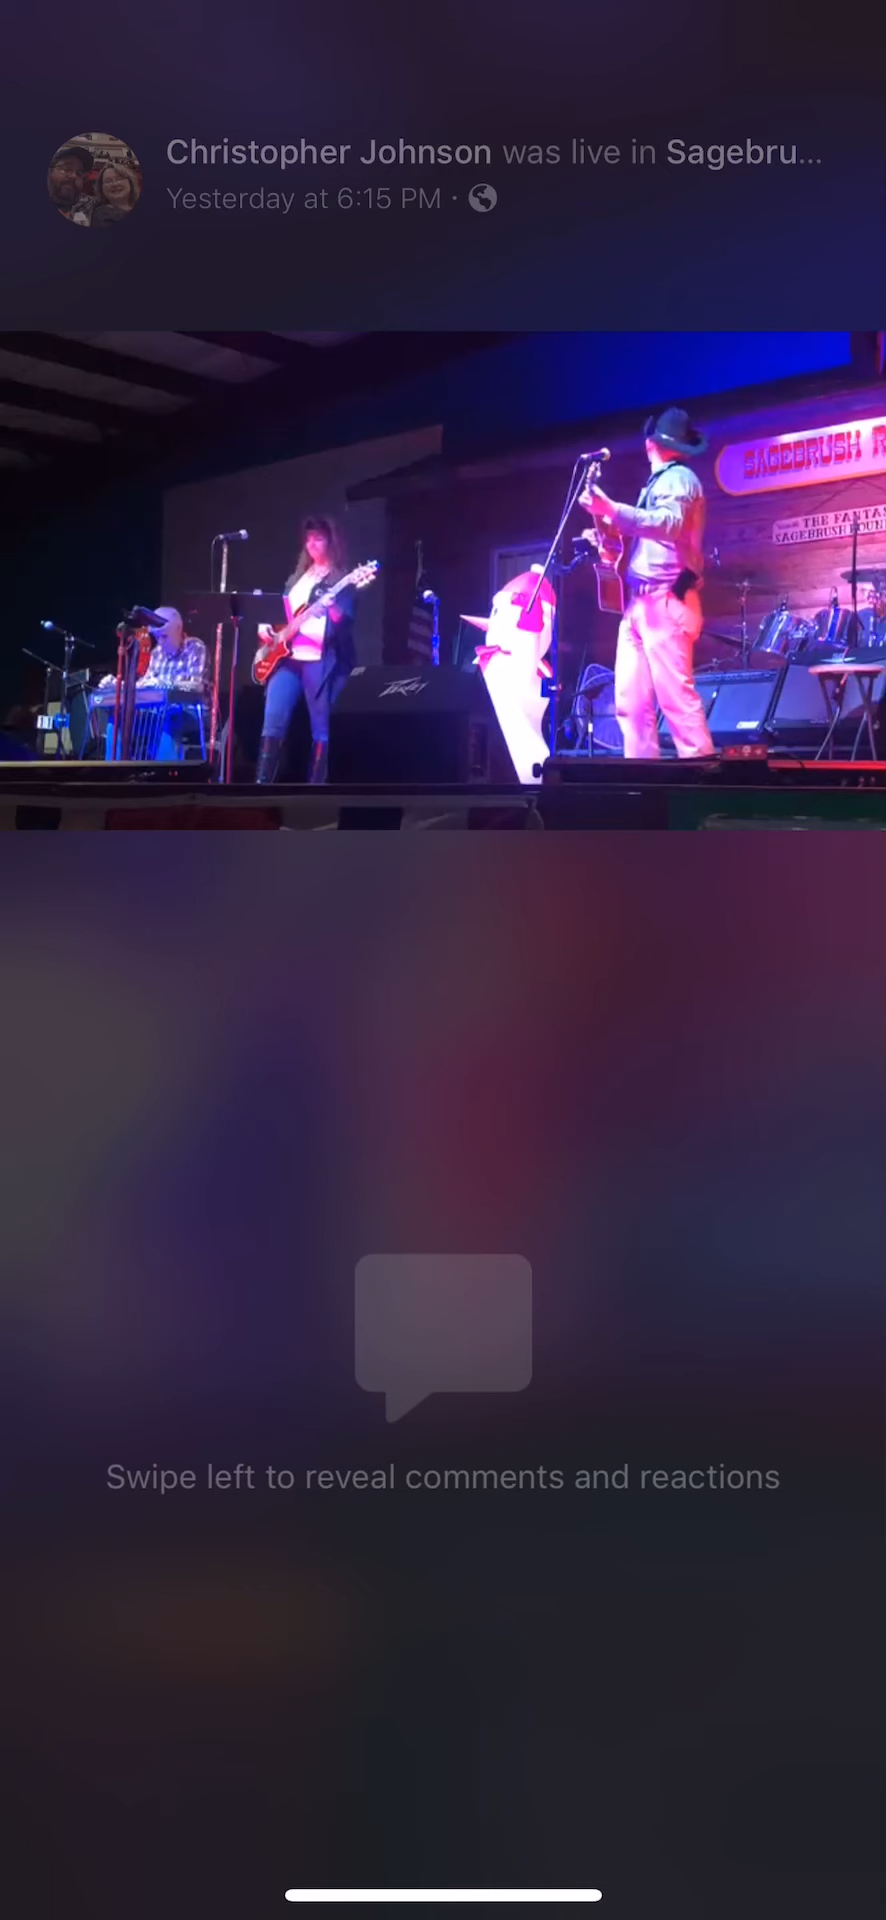 Christopher Johnson was live in Sagebru...
Yesterday at 6:15 PM ·
SAGEBRUSH R
THE FANTAS
SAGEBRUSH ROUN
PEAVEY
Swipe left to reveal comments and reactions